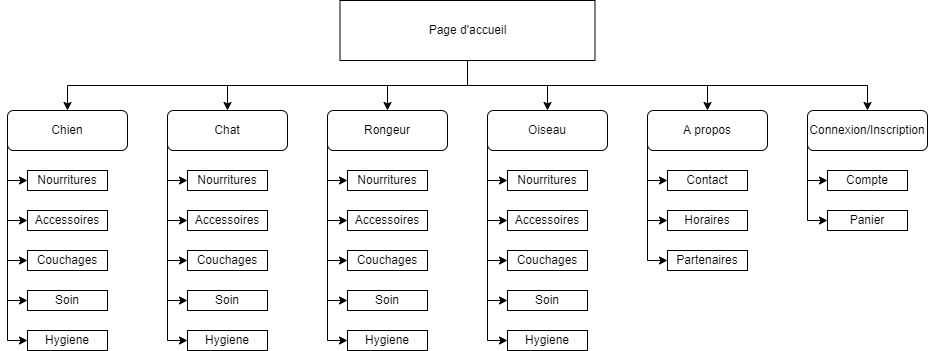 Page d'accueil
Chien
Chat
Rongeur
Oiseau
A propos
Connexion/Inscription
Nourritures
Nourritures
Nourritures
Nourritures
Contact
Compte
Accessoires
Accessoires
Accessoires
Accessoires
Horaires
Panier
Couchages
Couchages
Couchages
Couchages
Partenaires
Soin
Soin
Soin
Soin
Hygiene
Hygiene
Hygiene
Hygiene